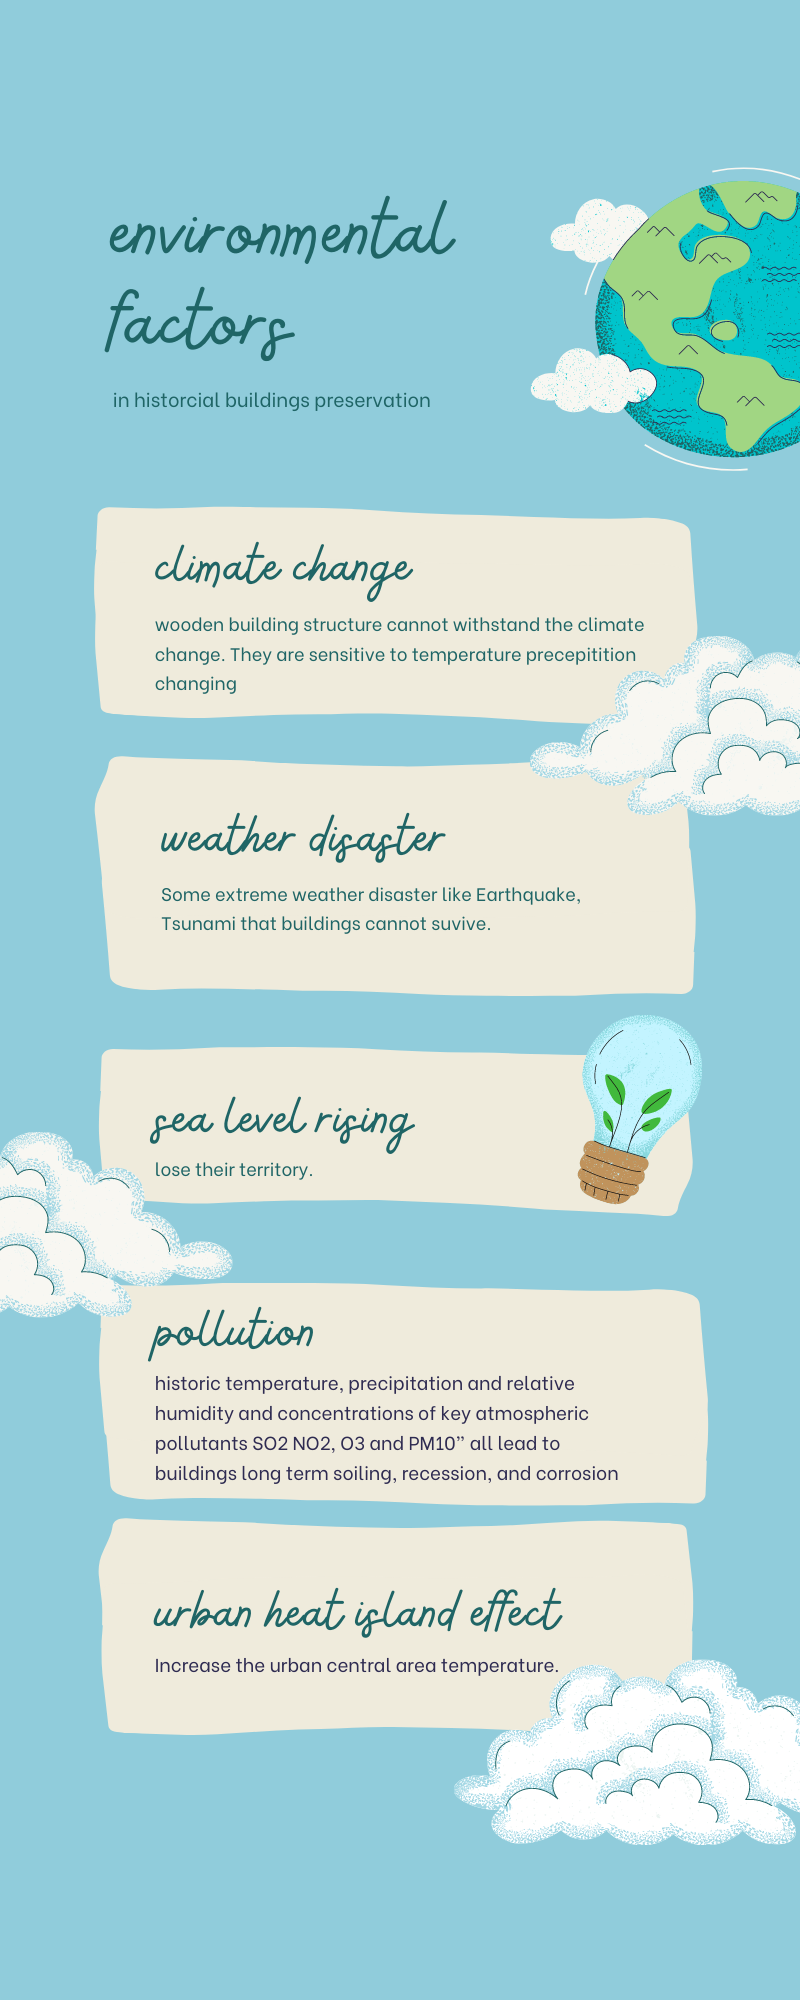 environmental
factors
in historcial buildings preservation
climate change
wooden building structure cannot withstand the climate
change. They are sensitive to temperature precepitition
changing
weather disaster
Some extreme weather disaster like Earthquake,
Tsunami that buildings cannot suvive.
sea level rising
lose their territory.
pollution
historic temperature, precipitation and relative
humidity and concentrations of key atmospheric
pollutants SO2 NO2, O3 and PM10” all lead to
buildings long term soiling, recession, and corrosion
urban heat island effect
Increase the urban central area temperature.